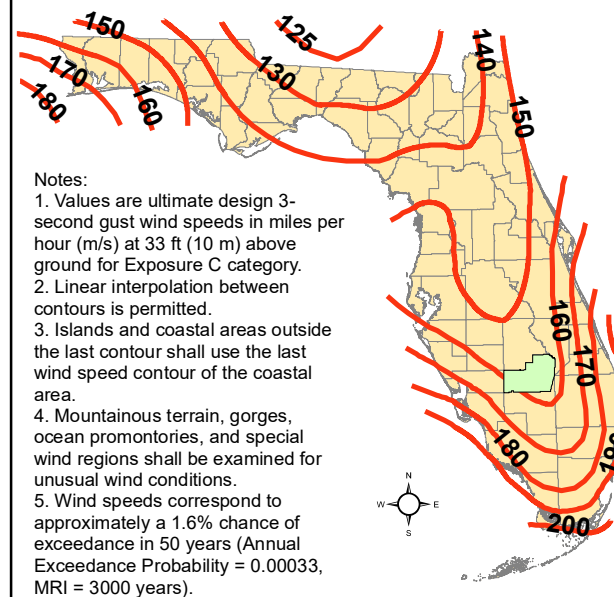 150
125
140
170
130
180
160
150
Notes:
1. Values are ultimate design 3-
second gust wind speeds in miles per
hour (m/s) at 33 ft (10 m) above
ground for Exposure C category.
2. Linear interpolation between
contours is permitted.
3. Islands and coastal areas outside
the last contour shall use the last
wind speed contour of the coastal
area.
4. Mountainous terrain, gorges,
ocean promontories, and special
wind regions shall be examined for
unusual wind conditions.
5. Wind speeds correspond to
approximately a 1.6% chance of
exceedance in 50 years (Annual
Exceedance Probability = 0.00033,
MRI = 3000 years).
160
170
180
200
N
W E
S